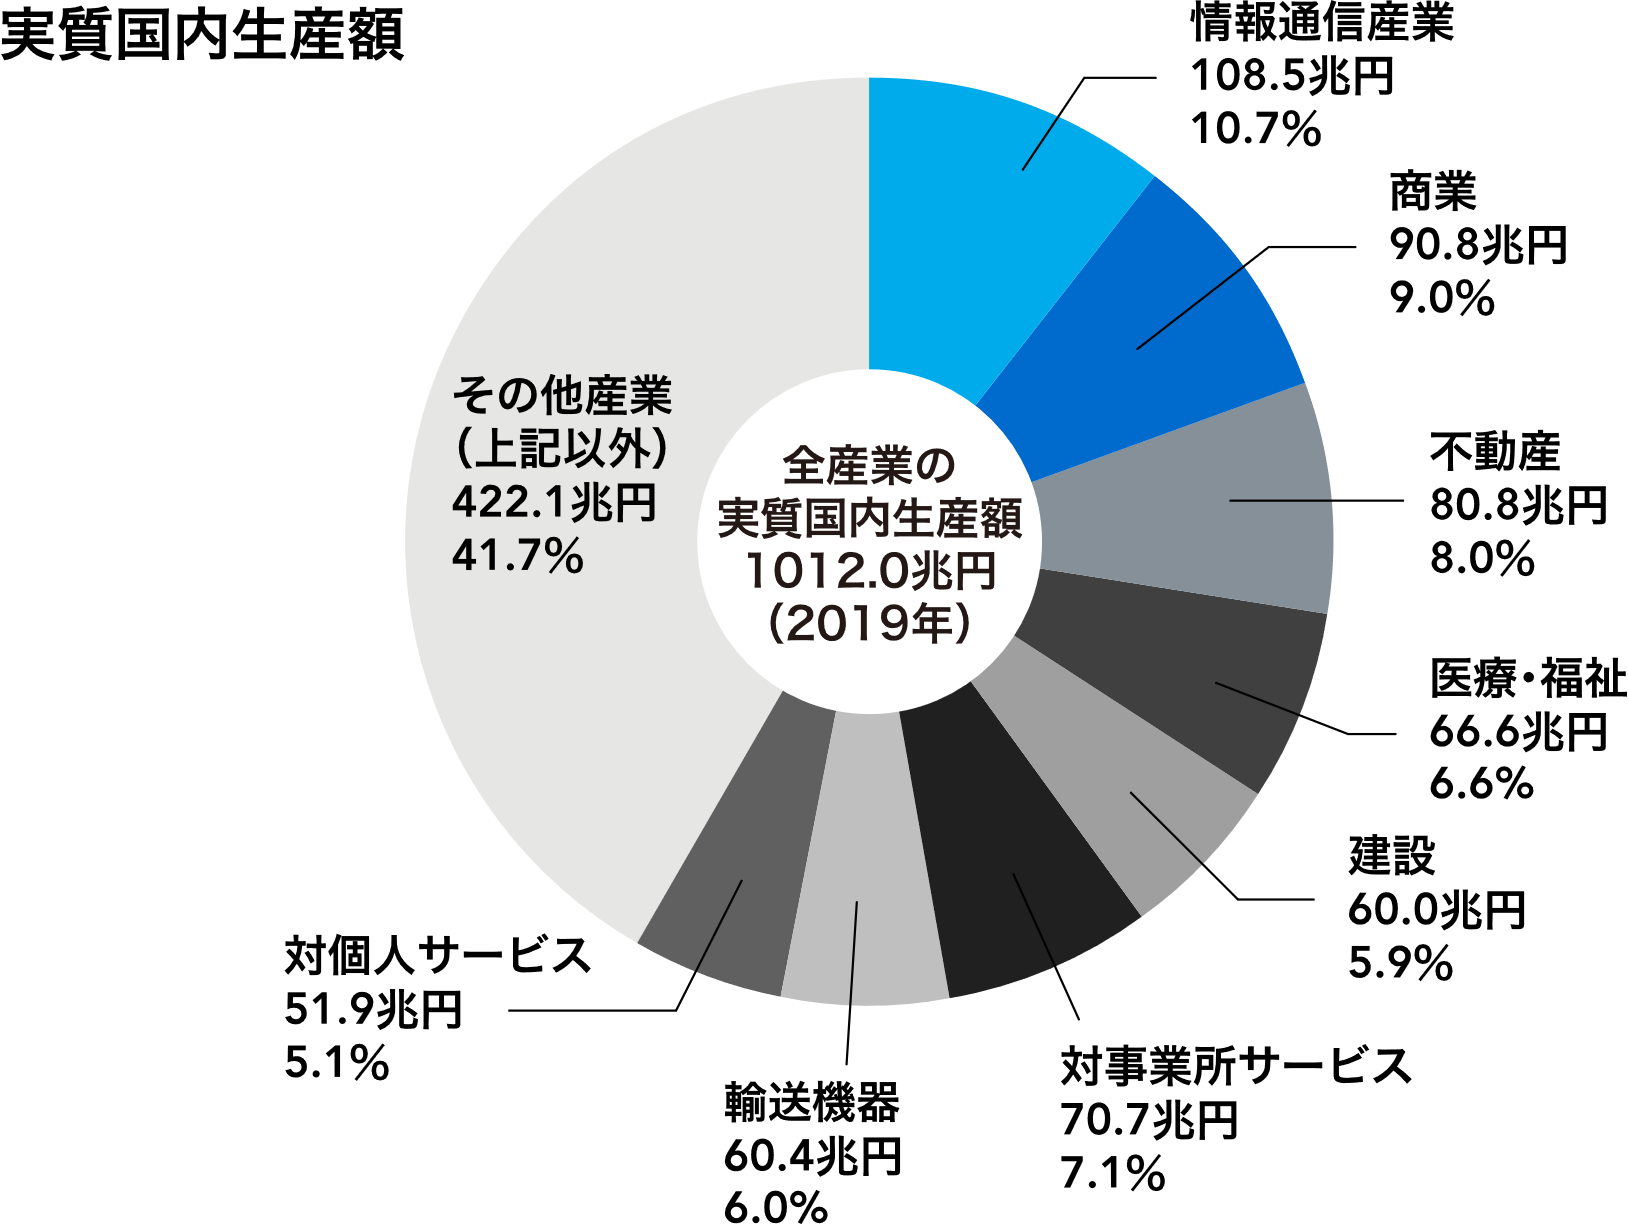 実質国内生産額
情報通信産業
108.5兆円
10.7%
商業
90.8兆円
9.0%
不動産
80.8兆円
8.0%
医療・福祉
66.6兆円
6.6%
建設
60.0兆円
5.9%
対事業所サービス
70.7兆円
7.1%
輸送機器
60.4兆円
6.0%
対個人サービス
51.9兆円
5.1%
その他産業
（上記以外）
422.1兆円
41.7%
全産業の
実質国内生産額
1012.0兆円
（2019年）